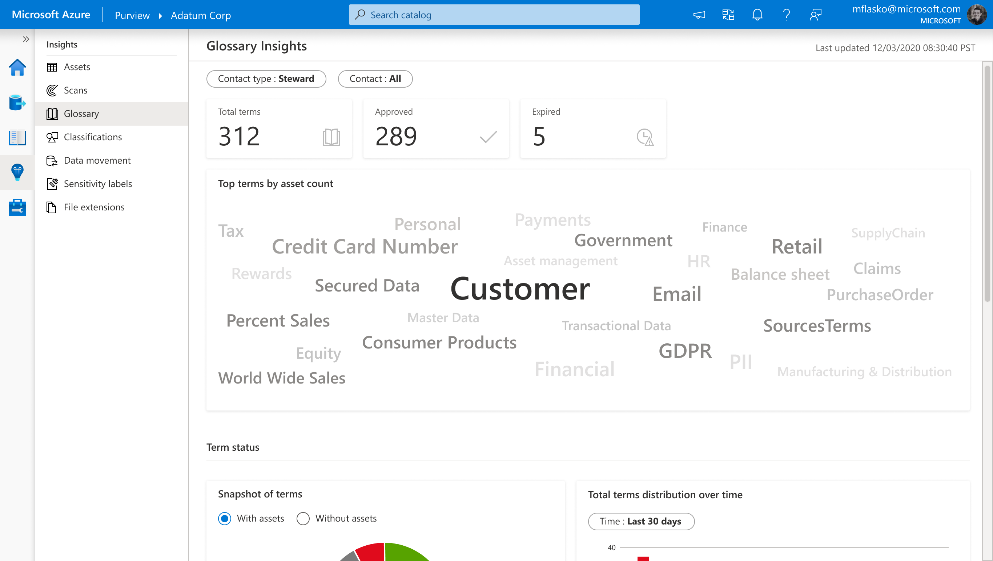 Microsoft Azure Purview Adatum Corp Search catalog mflasko@microsoft.com
MICROSOFT
Insights
Assets
Scans
Glossary
Classifications
Data movement
Sensitivity labels
File extensions
Glossary Insights
Last updated 12/03/2020 08:30:40 PST
Contact type : Steward Contact : All
Total terms
312
Approved
289
Expired
5
Top terms by asset count
Tax Personal Payments Finance
Credit Card Number Government Retail SupplyChain
Rewards Asset management HR Balance sheet Claims
Secured Data Customer Email PurchaseOrder
Percent Sales Master Data Transactional Data SourcesTerms
Equity Consumer Products GDPR
World Wide Sales Financial PII Manufacturing & Distribution
Term status
Snapshot of terms
With assets Without assets
Total terms distribution over time
Time : Last 30 days
40